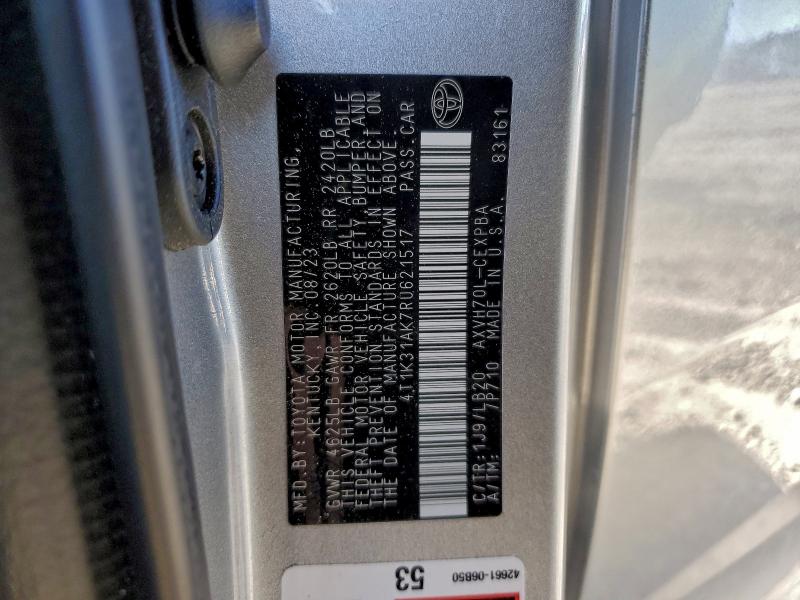 MFD. BY: TOYOTA MOTOR MANUFACTURING,
KENTUCKY, INC. 08/23
GVWR 4625LB GAWR FR 2620LB RR 2420LB
THIS VEHICLE CONFORMS TO ALL APPLICABLE
FEDERAL MOTOR VEHICLE SAFETY, BUMPER AND
THEFT PREVENTION STANDARDS IN EFFECT ON
THE DATE OF MANUFACTURE SHOWN ABOVE.
4T1K31AK7RU621517 PASS.CAR
C/TR:1J9/LB20 AXVH70L-CEXPBA
A/TM: /P710 MADE IN U.S.A.
83161
53
42661-06B50